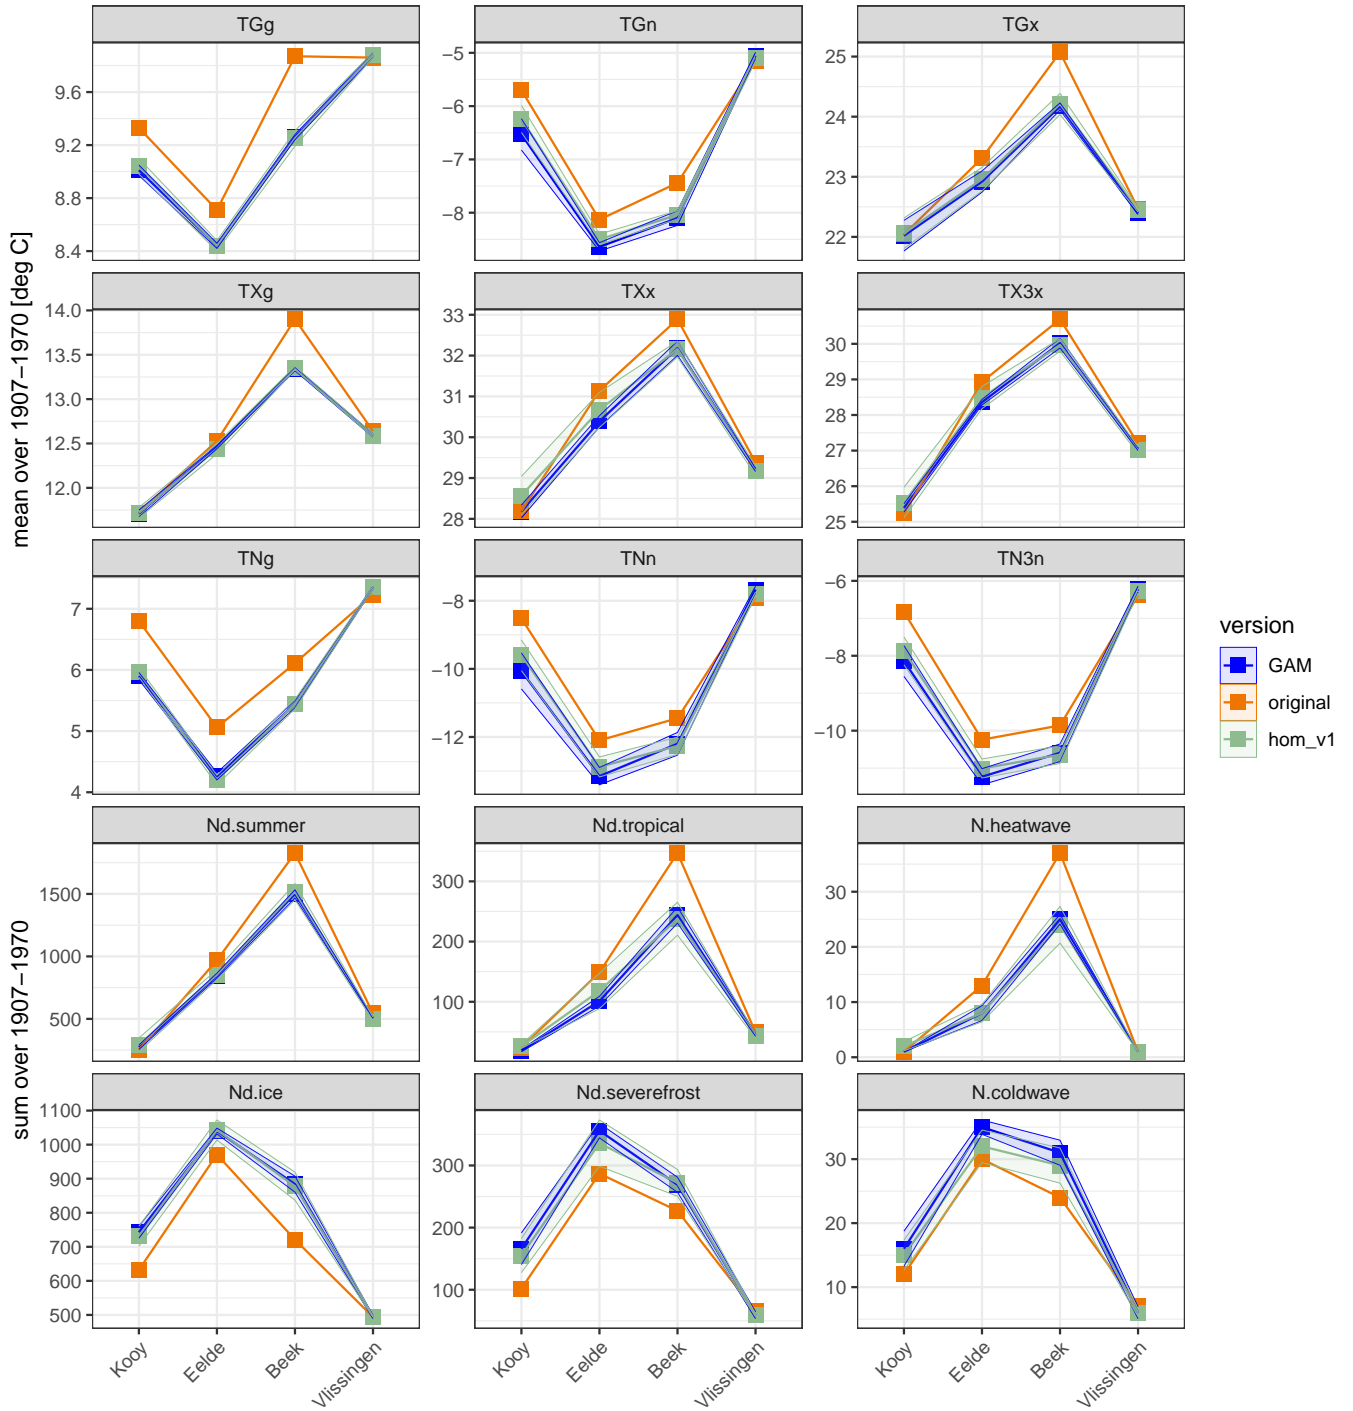 TGg
TGn
TGx
9.6
9.2
8.8
8.4
−5
−6
−7
−8
25
24
23
22
mean over 1907−1970 [deg C]
TXg
TXx
TX3x
14.0
13.5
13.0
12.5
12.0
33
32
31
30
29
28
30
29
28
27
26
25
TNg
TNn
TN3n
7
6
5
4
−8
−10
−12
−6
−8
−10
version
GAM
original
hom_v1
Nd.summer
Nd.tropical
N.heatwave
1500
1000
500
300
200
100
30
20
10
0
sum over 1907−1970
Nd.ice
Nd.severefrost
N.coldwave
1100
1000
900
800
700
600
500
300
200
100
30
20
10
Kooy
Eelde
Beek
Vlissingen
Kooy
Eelde
Beek
Vlissingen
Kooy
Eelde
Beek
Vlissingen